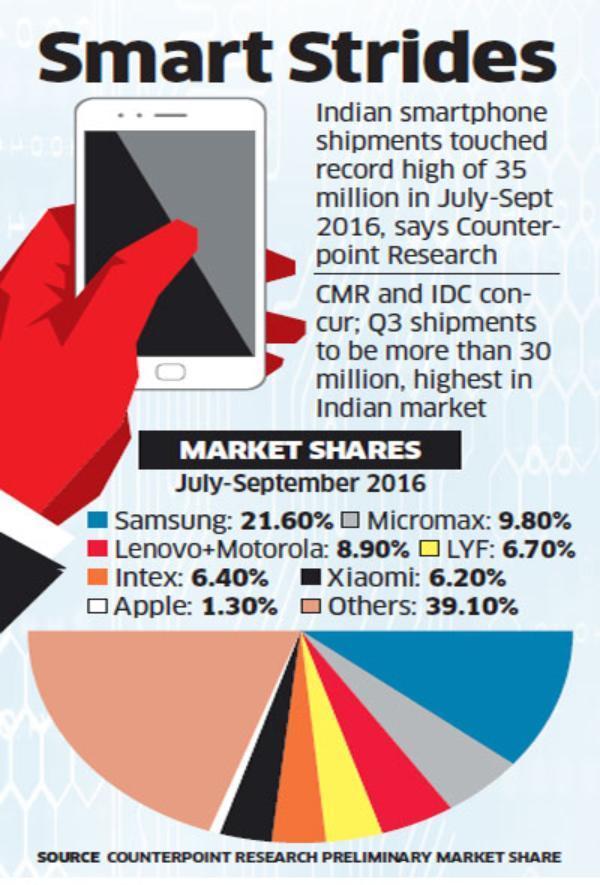 Smart Strides
Indian smartphone
shipments touched
record high of 35
million in July-Sept
2016, says Counter-
point Research
CMR and IDC con-
cur; Q3 shipments
to be more than 30
million, highest in
Indian market
MARKET SHARES
July-September 2016
Samsung: 21.60% Micromax: 9.80%
Lenovo+Motorola: 8.90% LYF: 6.70%
Intex: 6.40% Xiaomi: 6.20%
Apple: 1.30% Others: 39.10%
SOURCE COUNTERPOINT RESEARCH PRELIMINARY MARKET SHARE